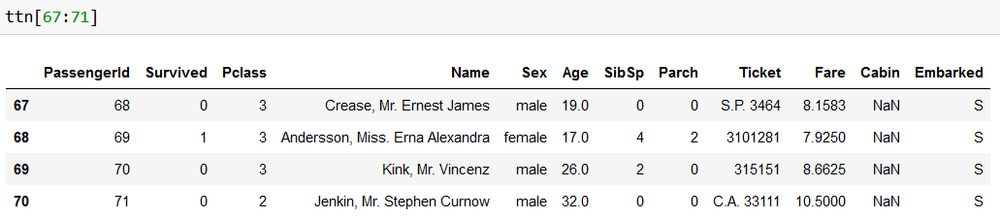 ttn[67:71]
PassengerId Survived Pclass Name Sex Age SibSp Parch Ticket Fare Cabin Embarked
67 68 0 3 Crease, Mr. Ernest James male 19.0 0 0 S.P. 3464 8.1583 NaN S
68 69 1 3 Andersson, Miss. Erna Alexandra female 17.0 4 2 3101281 7.9250 NaN S
69 70 0 3 Kink, Mr. Vincenz male 26.0 2 0 315151 8.6625 NaN S
70 71 0 2 Jenkin, Mr. Stephen Curnow male 32.0 0 0 C.A. 33111 10.5000 NaN S